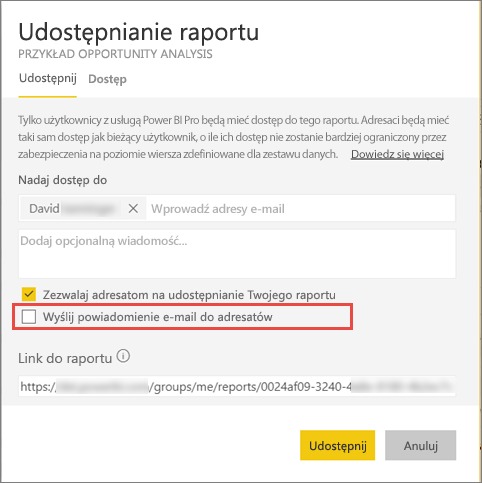 Udostępnianie raportu
PRZYKŁAD OPPORTUNITY ANALYSIS
Udostępnij Dostęp
Tylko użytkownicy z usługą Power BI Pro będą mieć dostęp do tego raportu. Adresaci będą mieć
taki sam dostęp jak bieżący użytkownik, o ile ich dostęp nie zostanie bardziej ograniczony przez
zabezpieczenia na poziomie wiersza zdefiniowane dla zestawu danych. Dowiedz się więcej
Nadaj dostęp do
David Wprowadź adresy e-mail
Dodaj opcjonalną wiadomość...
Zezwalaj adresatom na udostępnianie Twojego raportu
Wyślij powiadomienie e-mail do adresatów
Link do raportu
https:/ /groups/me/reports/0024af09-3240-4
Udostępnij Anuluj